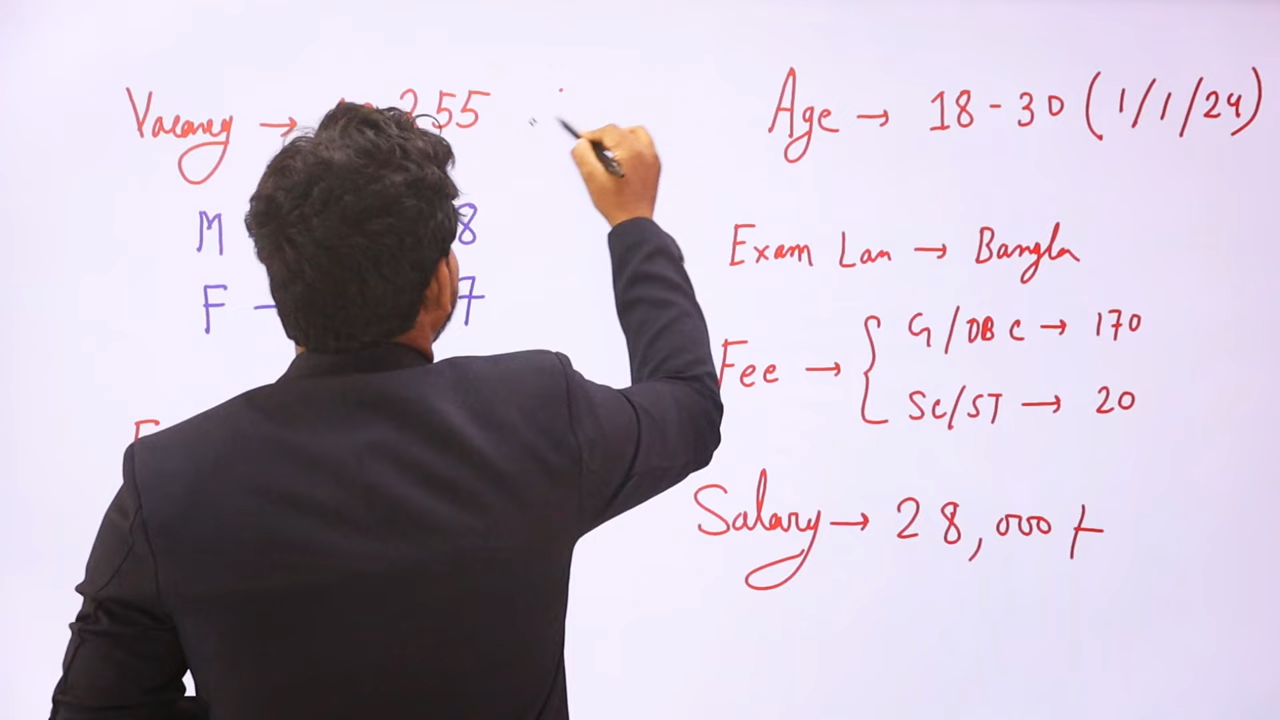 Vacancy → 255
M 8
F - 7
Age → 18-30 (1/1/24)
Exam Lan → Bangla
Fee → { G/OBC → 170
SC/ST → 20
Salary → 28,000 +